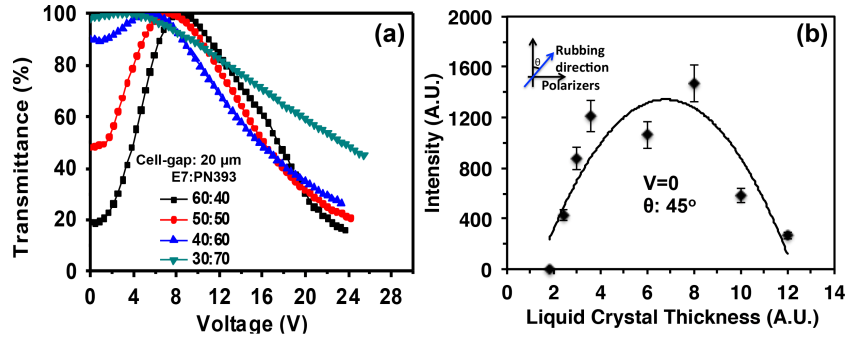 (a)
Transmittance (%)
100
80
60
40
20
0
Cell-gap: 20 µm
E7:PN393
60:40
50:50
40:60
30:70
0 4 8 12 16 20 24 28
Voltage (V)
(b)
Intensity (A.U.)
2000
1600
1200
800
400
0
θ
Rubbing
direction
Polarizers
V=0
θ: 45°
0 2 4 6 8 10 12 14
Liquid Crystal Thickness (A.U.)